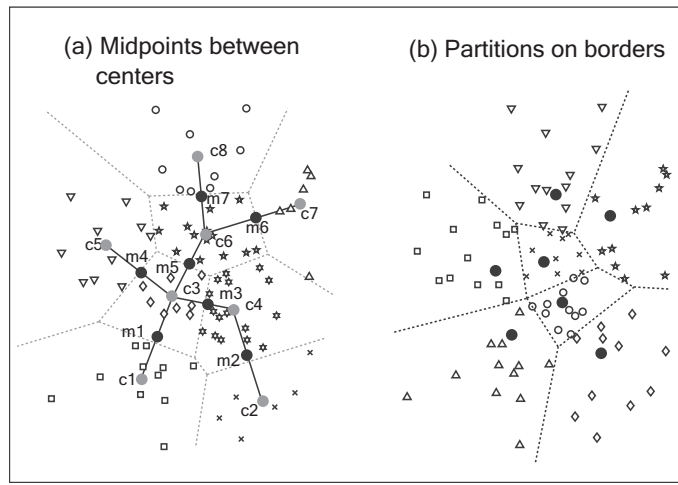 (a) Midpoints between
centers
(b) Partitions on borders
c8
m7
c7
m6
c6
c5
m4
m5
c3
m3
c4
m1
m2
c1
c2